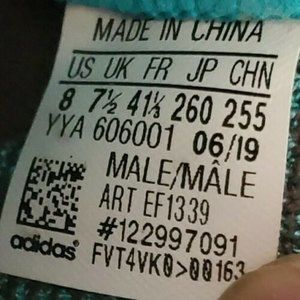 MADE IN CHINA
US UK FR JP CHN
8 7½ 41⅓ 260 255
YYA 606001 06/19
MALE/MÂLE
ART EF1339
#122997091
adidas
FVT4VK0>00163